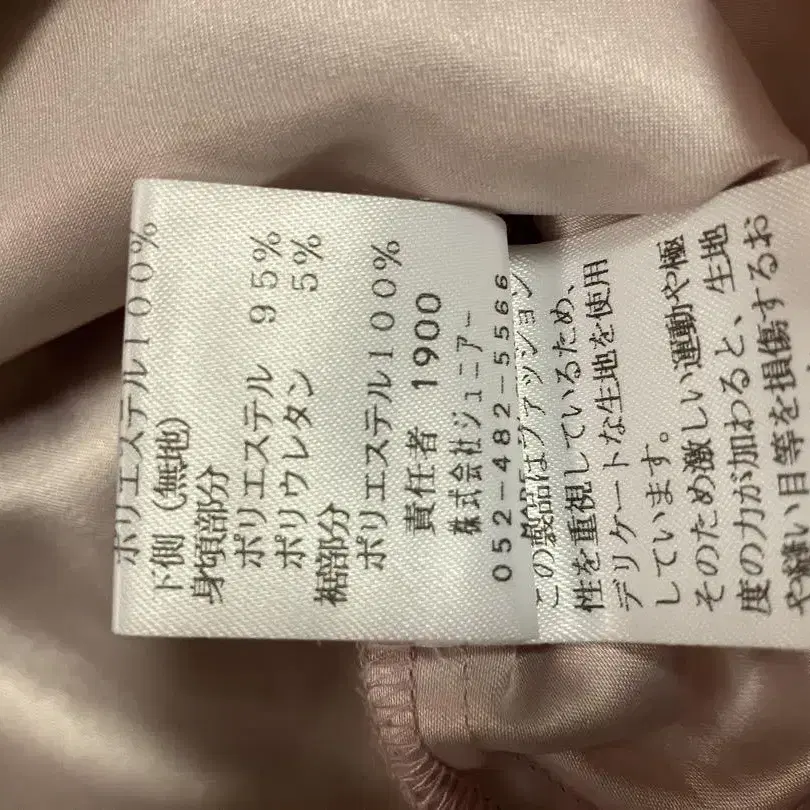 ポリエステル100%
下側（無地）
身頃部分
ポリエステル 95%
ポリウレタン 5%
裾部分
ポリエステル100%
責任者 1900
株式会社ジュニアー
052-482-5566
この製品はファッション
性を重視しているため、
デリケートな生地を使用
しています。
そのため激しい運動や極
度の力が加わると、生地
や縫い目等を損傷するお